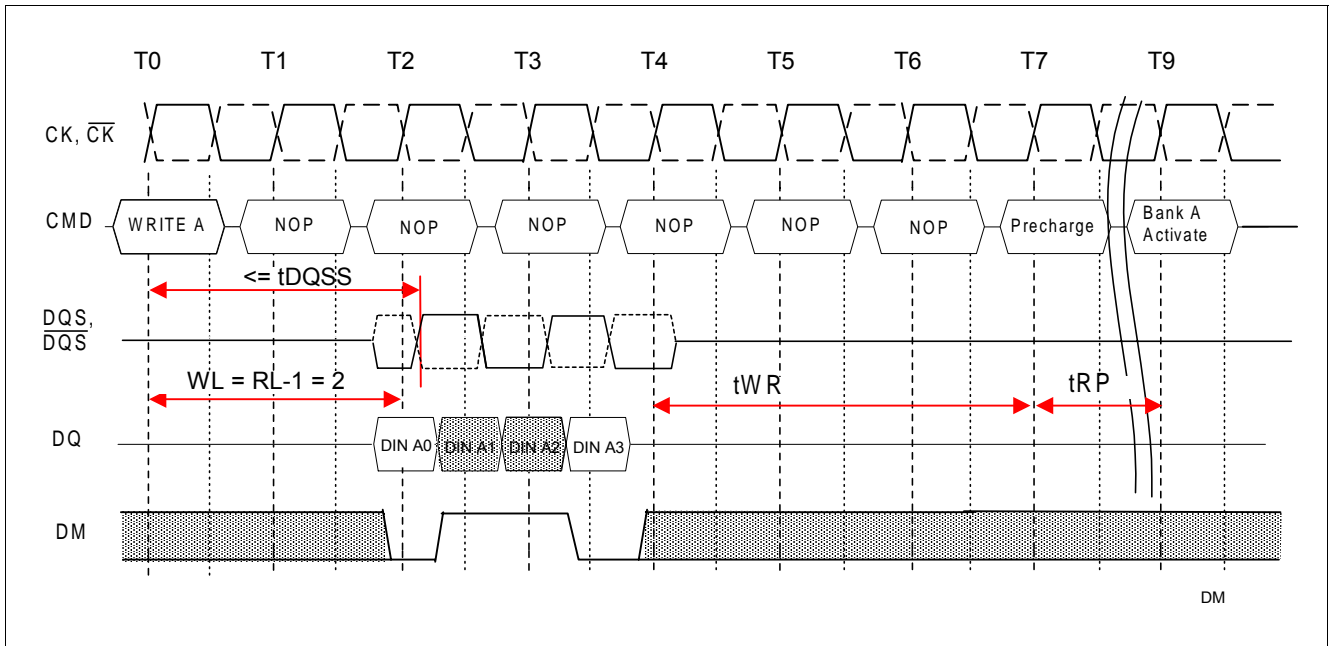 T0 T1 T2 T3 T4 T5 T6 T7 T9
CK, CK
CMD WRITE A NOP NOP NOP NOP NOP NOP Precharge Bank A
Activate
<= tDQSS
DQS,
DQS
WL = RL-1 = 2 tWR tRP
DQ DIN A0 DIN A1 DIN A2 DIN A3
DM
DM